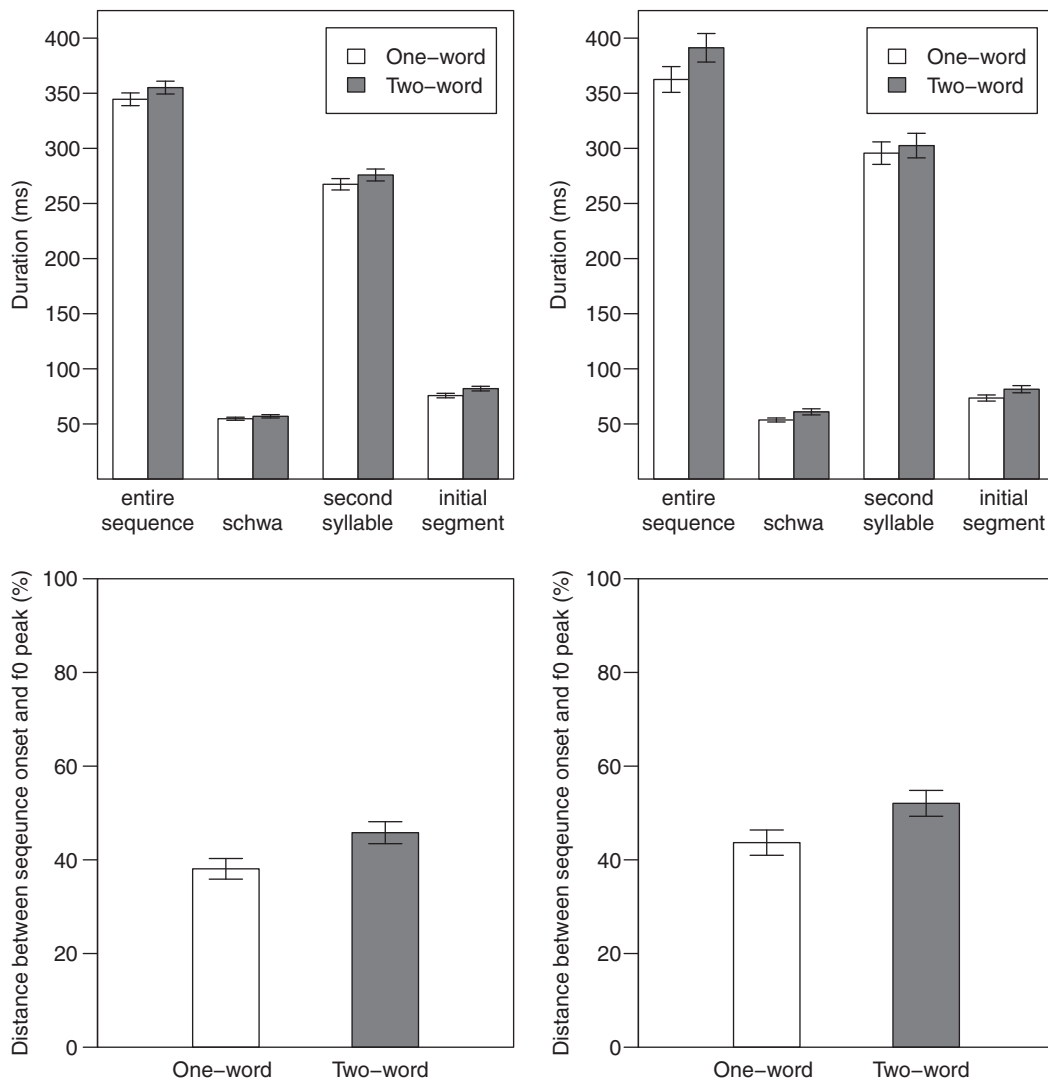 Duration (ms)
400
350
300
250
200
150
100
50
One−word
Two−word
entire
sequence
schwa
second
syllable
initial
segment
Duration (ms)
400
350
300
250
200
150
100
50
One−word
Two−word
entire
sequence
schwa
second
syllable
initial
segment
Distance between seqeunce onset and f0 peak (%)
100
80
60
40
20
0
One−word
Two−word
Distance between seqeunce onset and f0 peak (%)
100
80
60
40
20
0
One−word
Two−word